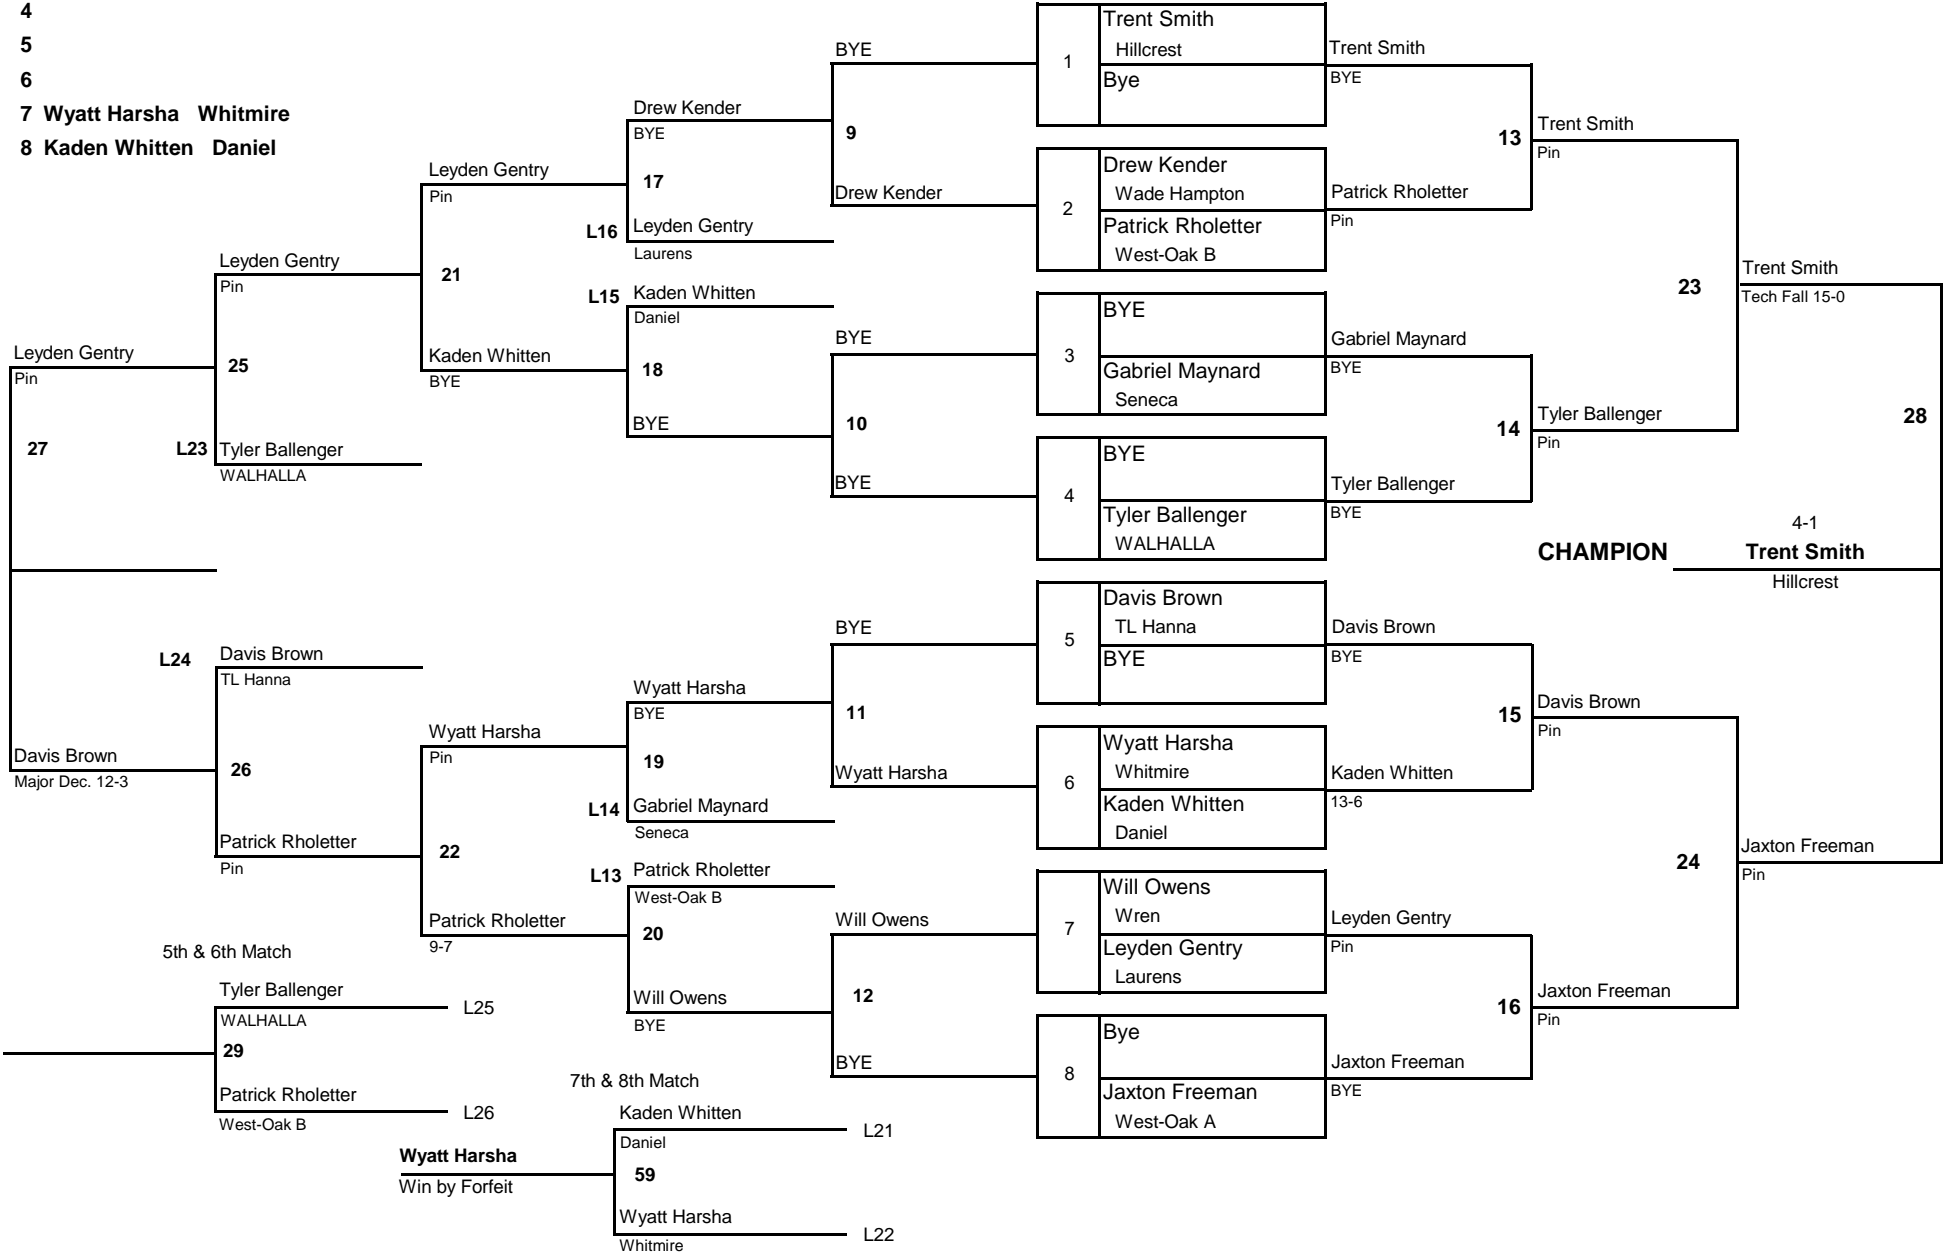 4
5
6
7 Wyatt Harsha Whitmire
8 Kaden Whitten Daniel
Leyden Gentry
Pin
27
Davis Brown
Major Dec. 12-3
Leyden Gentry
Pin
25
L23 Tyler Ballenger
WALHALLA
L24 Davis Brown
TL Hanna
26
Patrick Rholetter
Pin
5th & 6th Match
Tyler Ballenger L25
WALHALLA
29
Patrick Rholetter L26
West-Oak B
Leyden Gentry
Pin
21
Kaden Whitten
BYE
Wyatt Harsha
Pin
22
Patrick Rholetter
9-7
7th & 8th Match
Kaden Whitten L21
Daniel
Wyatt Harsha
Win by Forfeit
59
Wyatt Harsha L22
Whitmire
Drew Kender
BYE
17
L16 Leyden Gentry
Laurens
L15 Kaden Whitten
Daniel
18
BYE
Wyatt Harsha
BYE
19
L14 Gabriel Maynard
Seneca
L13 Patrick Rholetter
West-Oak B
20
Will Owens
BYE
BYE
9
Drew Kender
BYE
10
BYE
BYE
11
Wyatt Harsha
Will Owens
12
BYE
Trent Smith
Hillcrest
1
Bye
Drew Kender
Wade Hampton
2
Patrick Rholetter
West-Oak B
BYE
3
Gabriel Maynard
Seneca
BYE
4
Tyler Ballenger
WALHALLA
Davis Brown
TL Hanna
5
BYE
Wyatt Harsha
Whitmire
6
Kaden Whitten
Daniel
Will Owens
Wren
7
Leyden Gentry
Laurens
Bye
8
Jaxton Freeman
West-Oak A
Trent Smith
BYE
13
Patrick Rholetter
Pin
Gabriel Maynard
BYE
14
Tyler Ballenger
BYE
Davis Brown
BYE
15
Kaden Whitten
13-6
Leyden Gentry
Pin
16
Jaxton Freeman
BYE
Trent Smith
Pin
23
Tyler Ballenger
Pin
Davis Brown
Pin
24
Jaxton Freeman
Pin
Trent Smith
Tech Fall 15-0
28
4-1
CHAMPION Trent Smith
Hillcrest
Jaxton Freeman
Pin